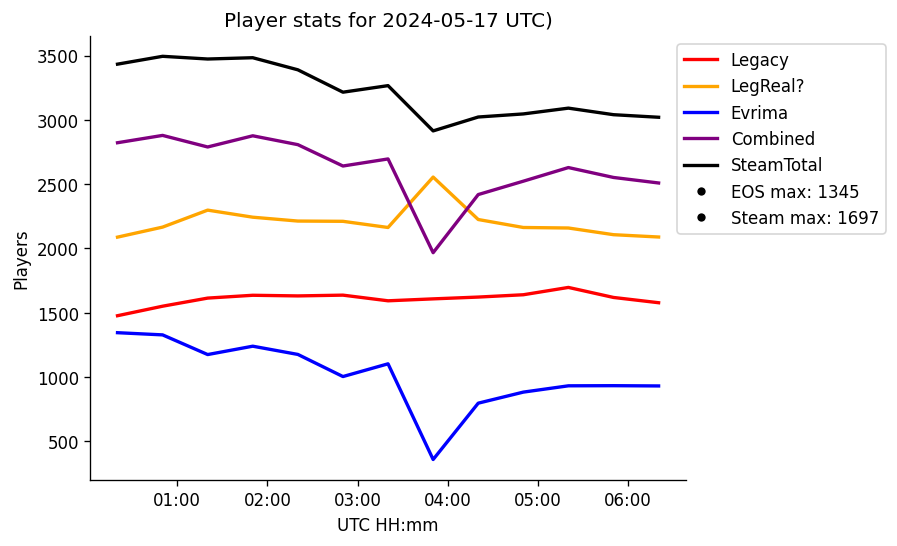 Player stats for 2024-05-17 UTC)
3500
3000
2500
2000
1500
1000
500
Players
01:00 02:00 03:00 04:00 05:00 06:00
UTC HH:mm
Legacy
LegReal?
Evrima
Combined
SteamTotal
EOS max: 1345
Steam max: 1697